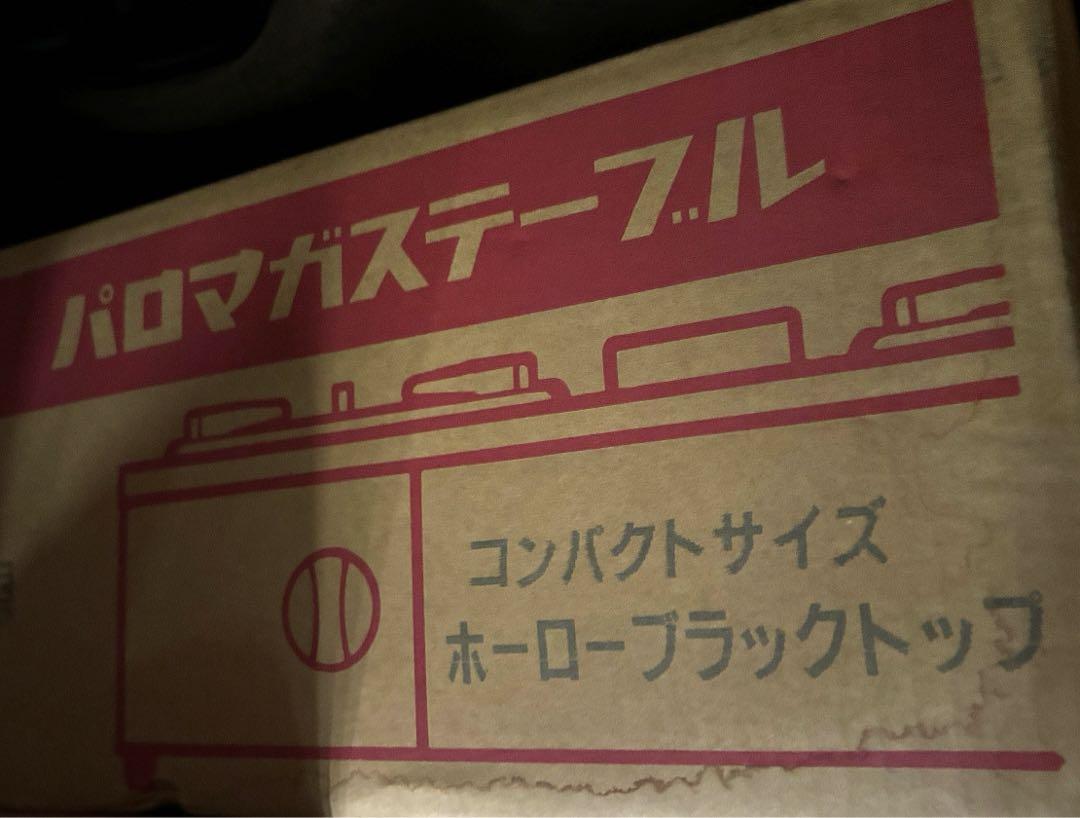 パロマガステーブル
コンパクトサイズ
ホーローブラックトップ